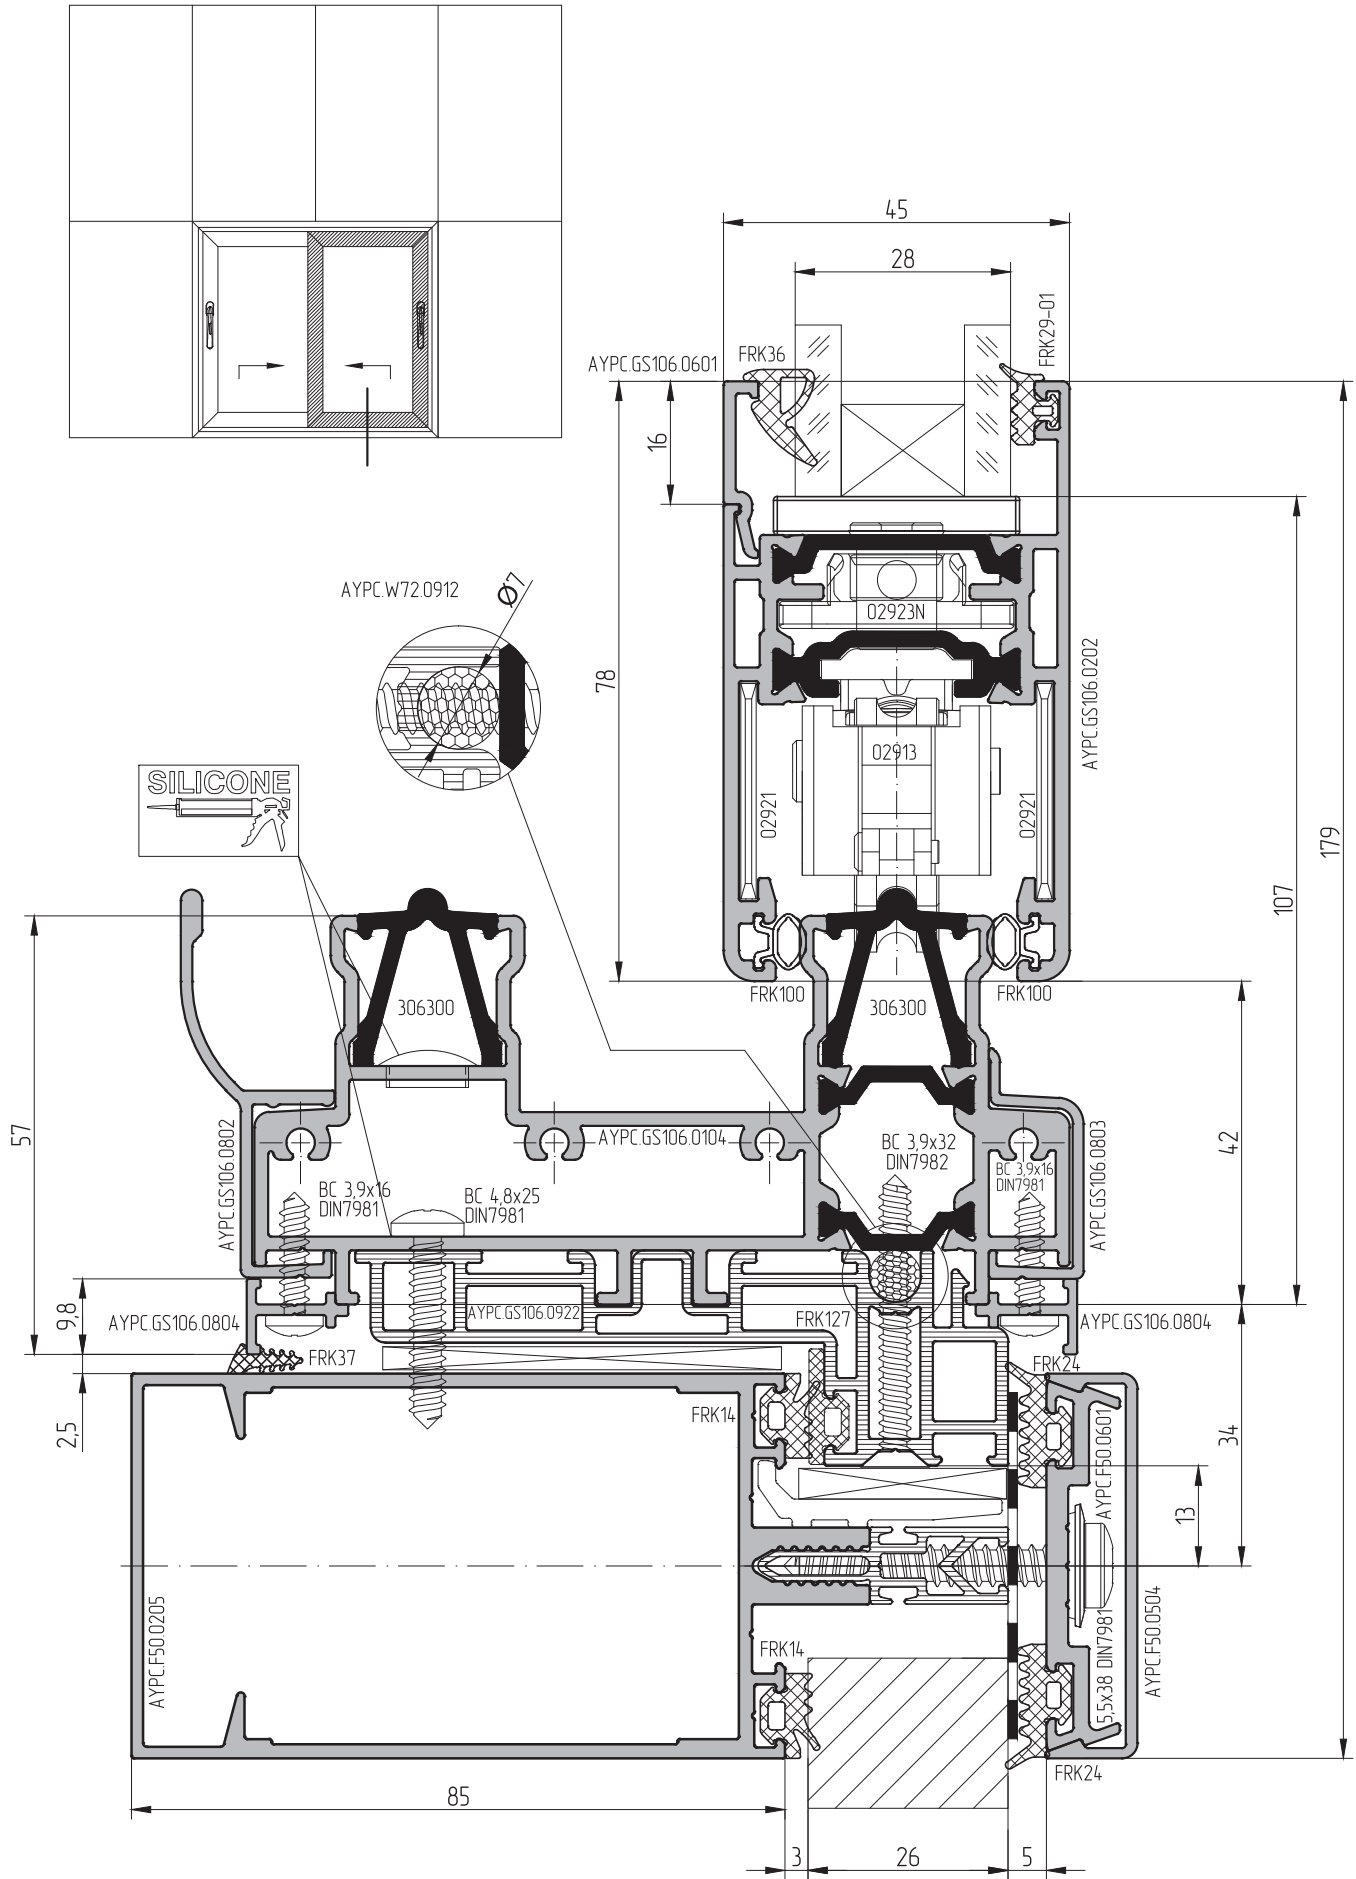 45
28
FRK29-01
FRK36
AYPC.GS106.0601
16
AYPC.W72.0912
Ø7
02923N
78
AYPC.GS106.0202
02913
SILICONE
02921
02921
179
107
306300
FRK100
306300
FRK100
57
AYPC.GS106.0802
AYPC.GS106.0104
BC 3,9x32
DIN7982
AYPC.GS106.0803
42
BC 3,9x16
DIN7981
BC 4,8x25
DIN7981
BC 3,9x16
DIN7981
9,8
AYPC.GS106.0804
AYPC.GS106.0922
FRK127
AYPC.GS106.0804
FRK37
FRK24
2,5
FRK14
AYPC.F50.0601
34
13
AYPC.F50.0205
FRK14
5,5x38 DIN7981
AYPC.F50.0504
FRK24
85
3
26
5